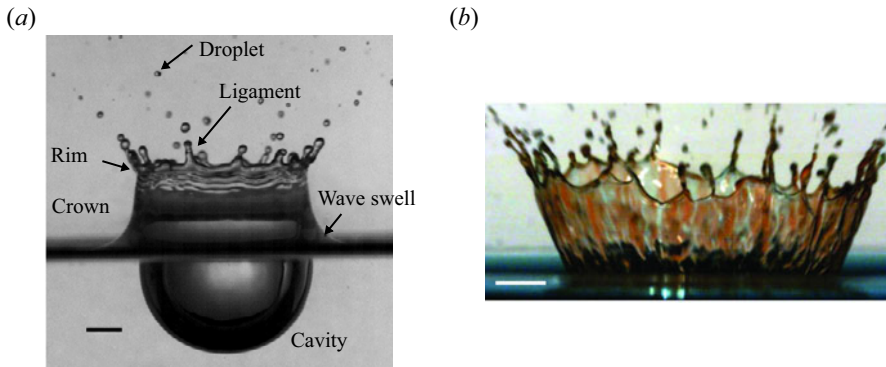 (a)
(b)
Droplet
Ligament
Rim
Crown
Wave swell
Cavity